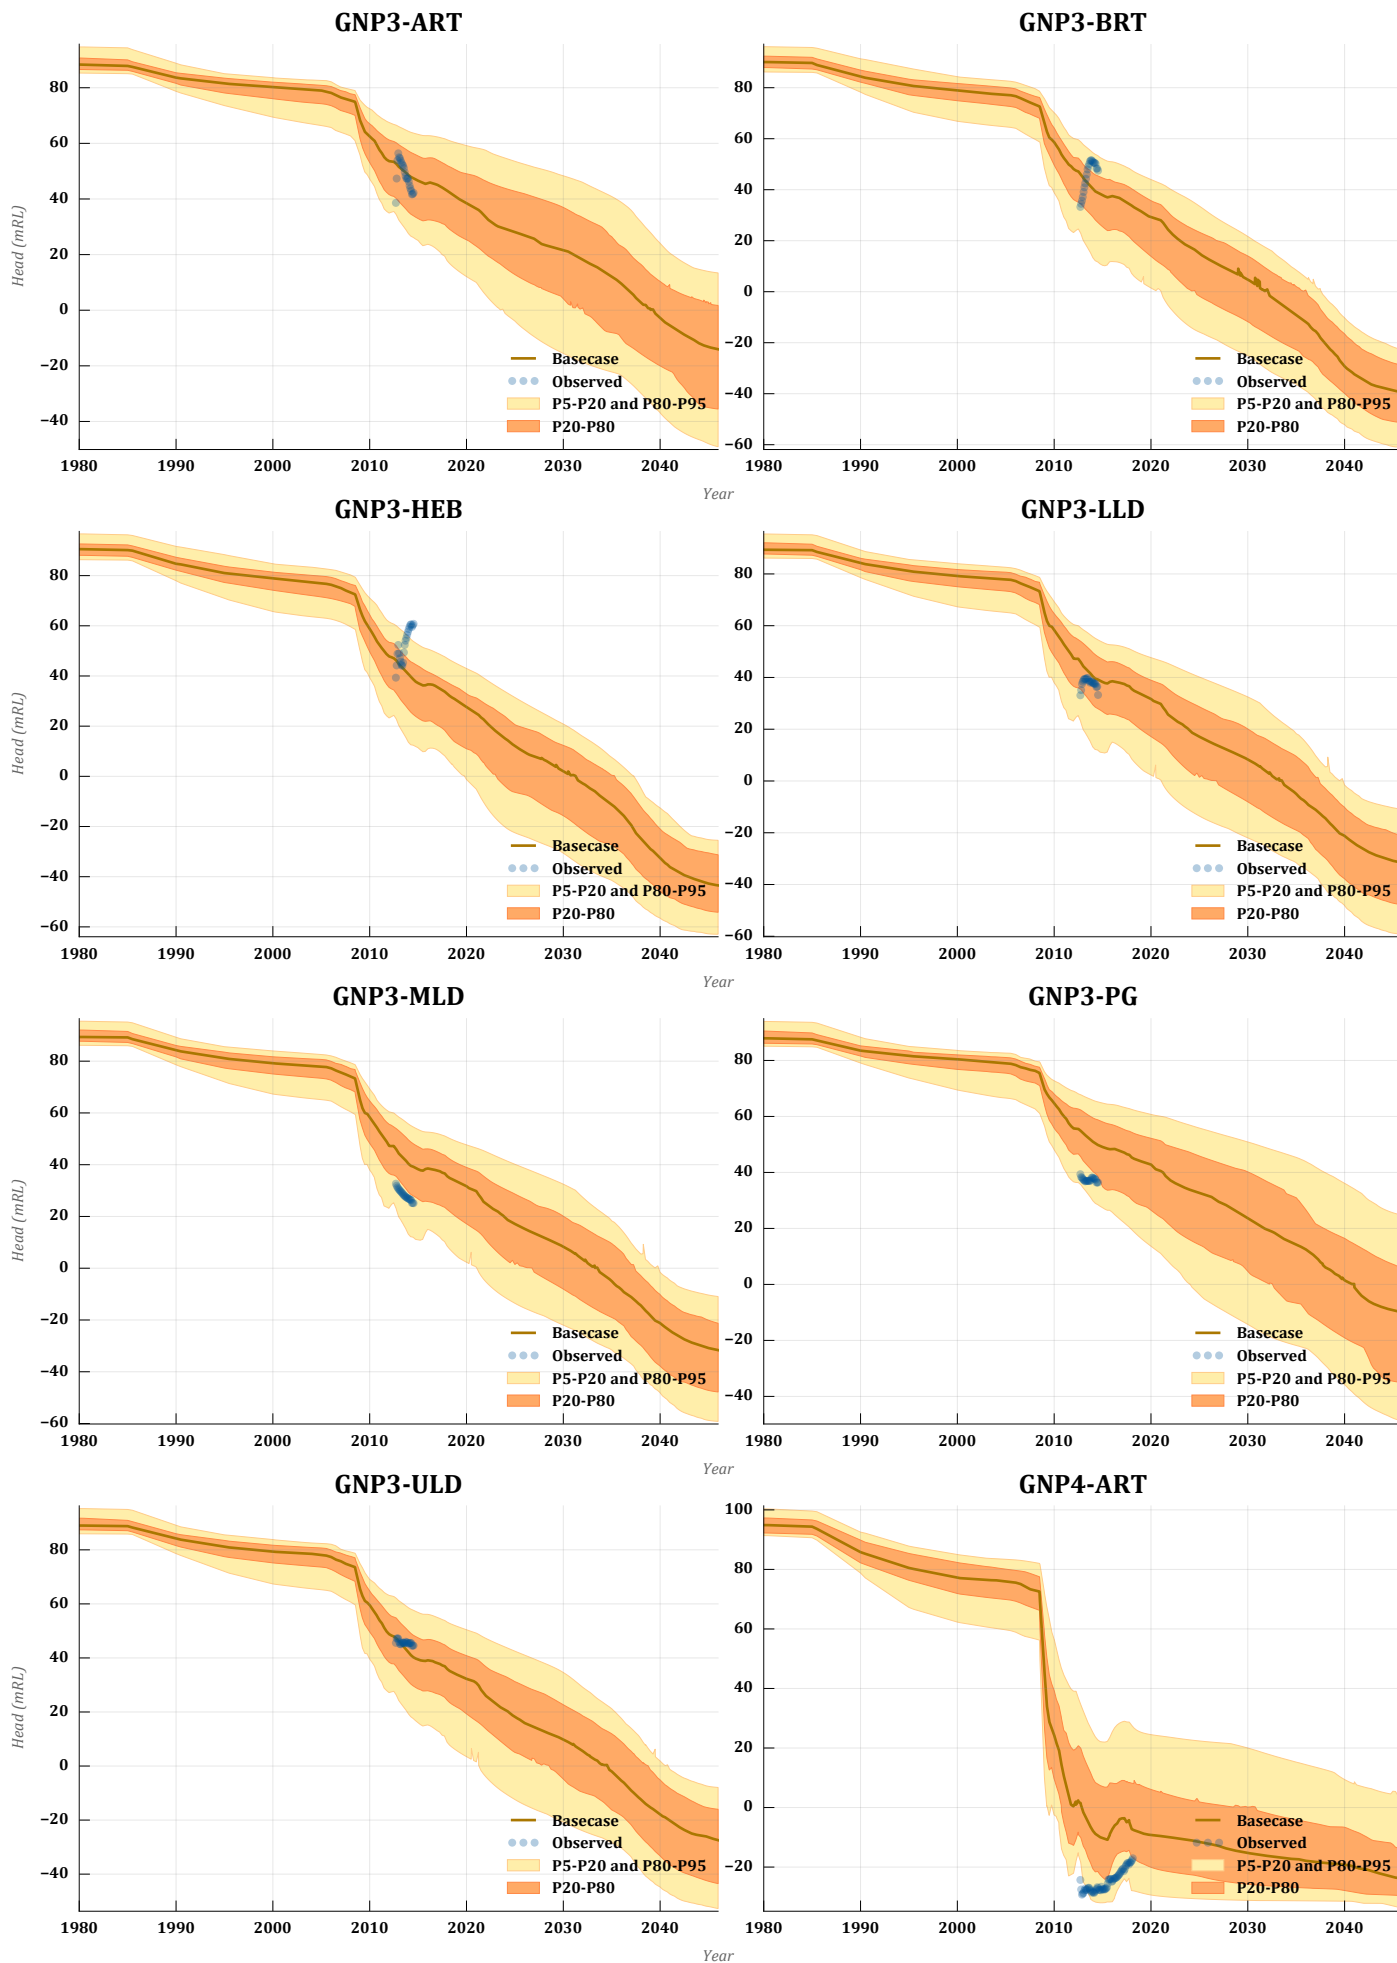 GNP3-ART
Head (mRL)
80
60
40
20
0
−20
−40
Basecase
Observed
P5-P20 and P80-P95
P20-P80
1980
1990
2000
2010
2020
2030
2040
GNP3-BRT
80
60
40
20
0
−20
−40
−60
Basecase
Observed
P5-P20 and P80-P95
P20-P80
1980
1990
2000
2010
2020
2030
2040
Year
GNP3-HEB
Head (mRL)
80
60
40
20
0
−20
−40
−60
Basecase
Observed
P5-P20 and P80-P95
P20-P80
1980
1990
2000
2010
2020
2030
2040
GNP3-LLD
80
60
40
20
0
−20
−40
−60
Basecase
Observed
P5-P20 and P80-P95
P20-P80
1980
1990
2000
2010
2020
2030
2040
Year
GNP3-MLD
Head (mRL)
80
60
40
20
0
−20
−40
−60
Basecase
Observed
P5-P20 and P80-P95
P20-P80
1980
1990
2000
2010
2020
2030
2040
GNP3-PG
80
60
40
20
0
−20
−40
Basecase
Observed
P5-P20 and P80-P95
P20-P80
1980
1990
2000
2010
2020
2030
2040
Year
GNP3-ULD
Head (mRL)
80
60
40
20
0
−20
−40
Basecase
Observed
P5-P20 and P80-P95
P20-P80
1980
1990
2000
2010
2020
2030
2040
GNP4-ART
100
80
60
40
20
0
−20
Basecase
Observed
P5-P20 and P80-P95
P20-P80
1980
1990
2000
2010
2020
2030
2040
Year